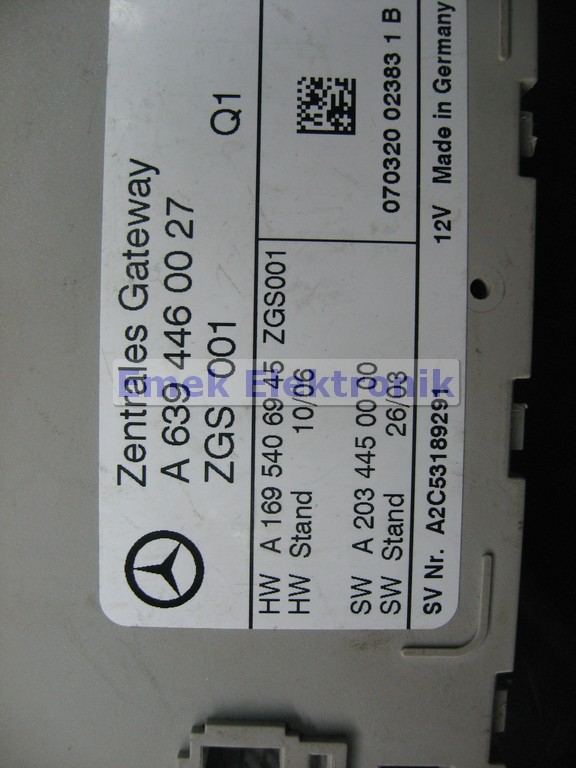 Zentrales Gateway
A 639 446 00 27
ZGS 001 Q1
HW A 169 540 69 45 ZGS001
HW Stand 10/06
SW A 203 445 00 00
SW Stand 26/03
070320 02383 1 B
SV Nr. A2C53189291 12V Made in Germany
Emek Elektronik